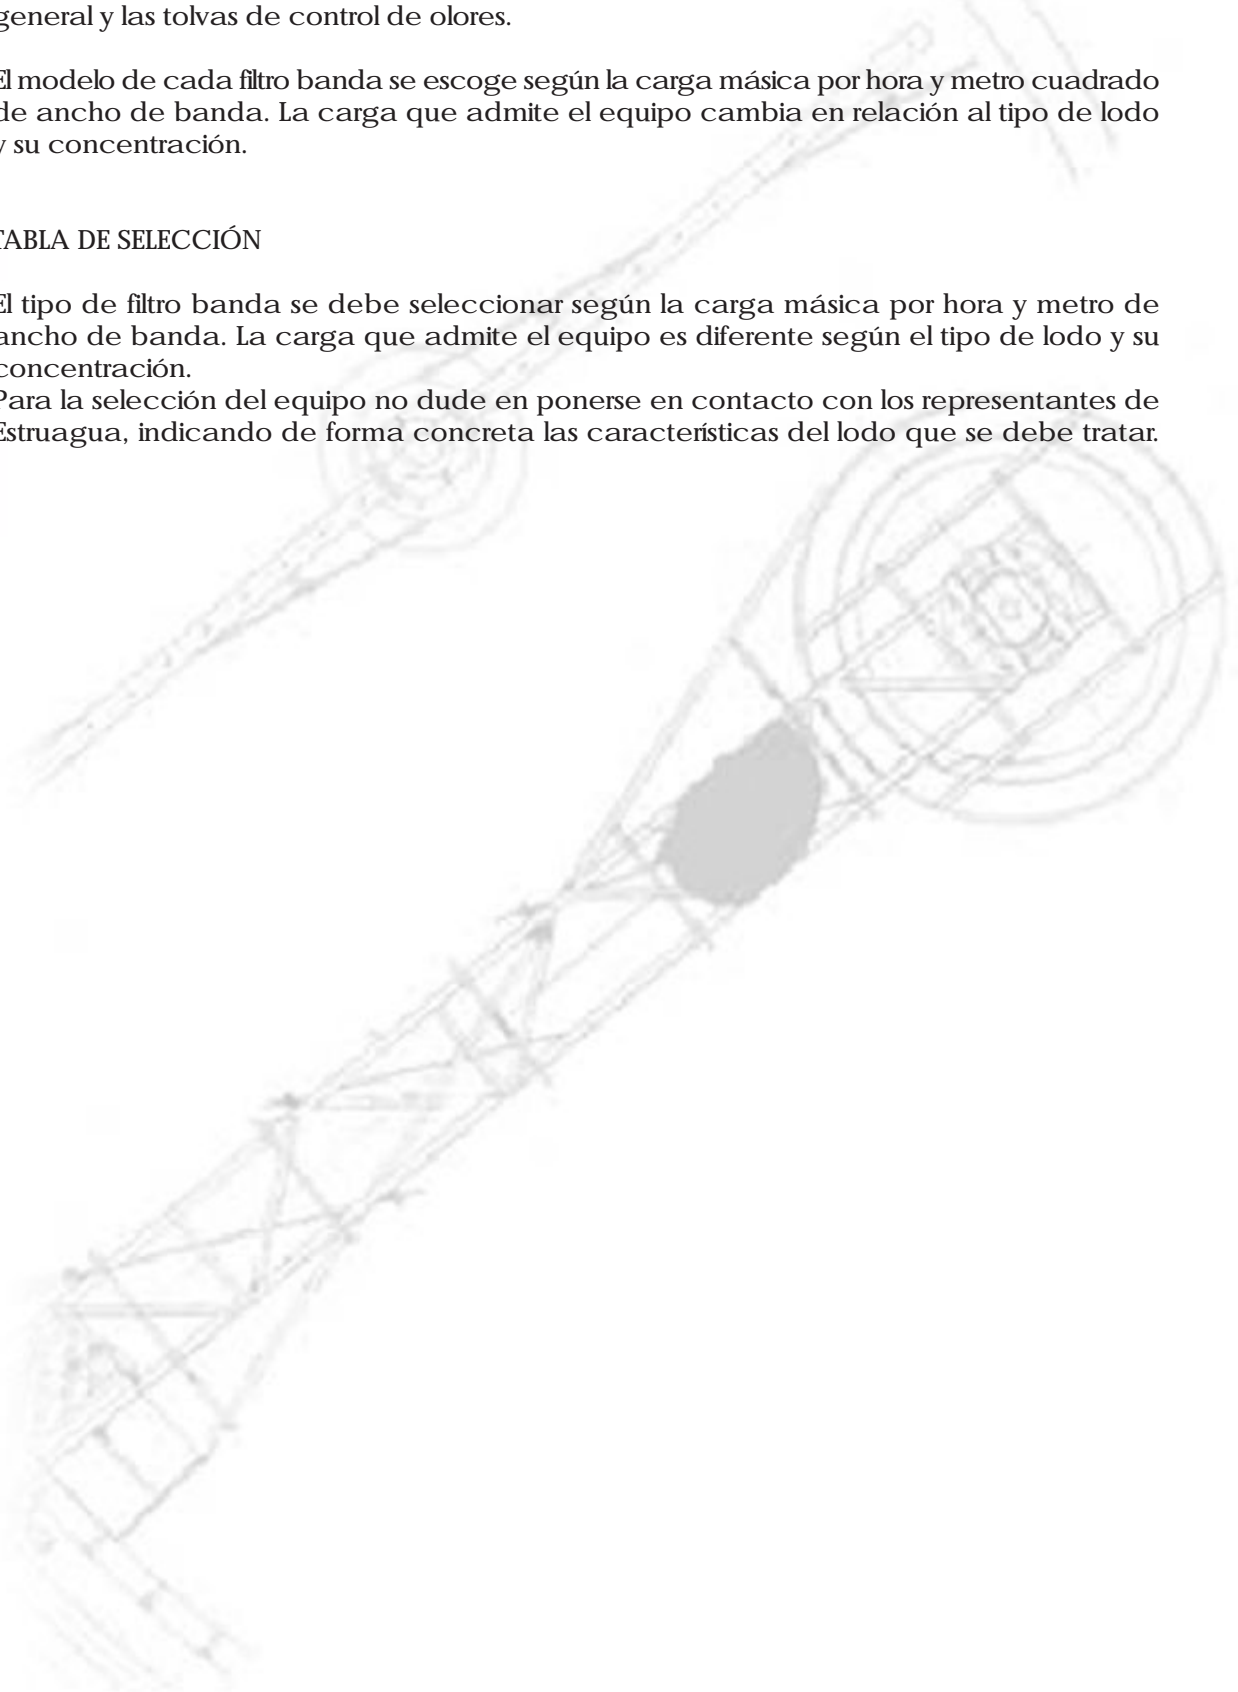 general y las tolvas de control de olores.
El modelo de cada filtro banda se escoge según la carga másica por hora y metro cuadrado
de ancho de banda. La carga que admite el equipo cambia en relación al tipo de lodo
y su concentración.
TABLA DE SELECCIÓN
El tipo de filtro banda se debe seleccionar según la carga másica por hora y metro de
ancho de banda. La carga que admite el equipo es diferente según el tipo de lodo y su
concentración.
Para la selección del equipo no dude en ponerse en contacto con los representantes de
Estruagua, indicando de forma concreta las características del lodo que se debe tratar.